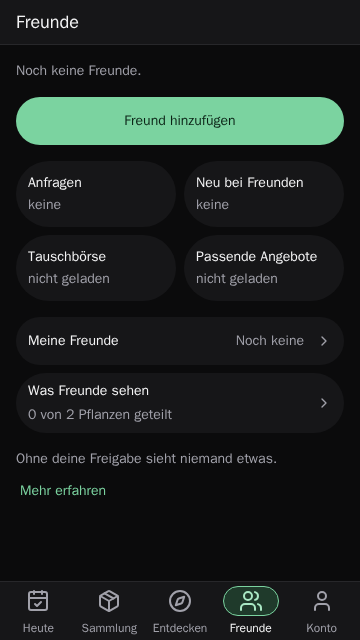 Freunde
Noch keine Freunde.
Freund hinzufügen
Anfragen
keine
Neu bei Freunden
keine
Tauschbörse
nicht geladen
Passende Angebote
nicht geladen
Meine Freunde
Noch keine
Was Freunde sehen
0 von 2 Pflanzen geteilt
Ohne deine Freigabe sieht niemand etwas.
Mehr erfahren
Heute
Sammlung
Entdecken
Freunde
Konto